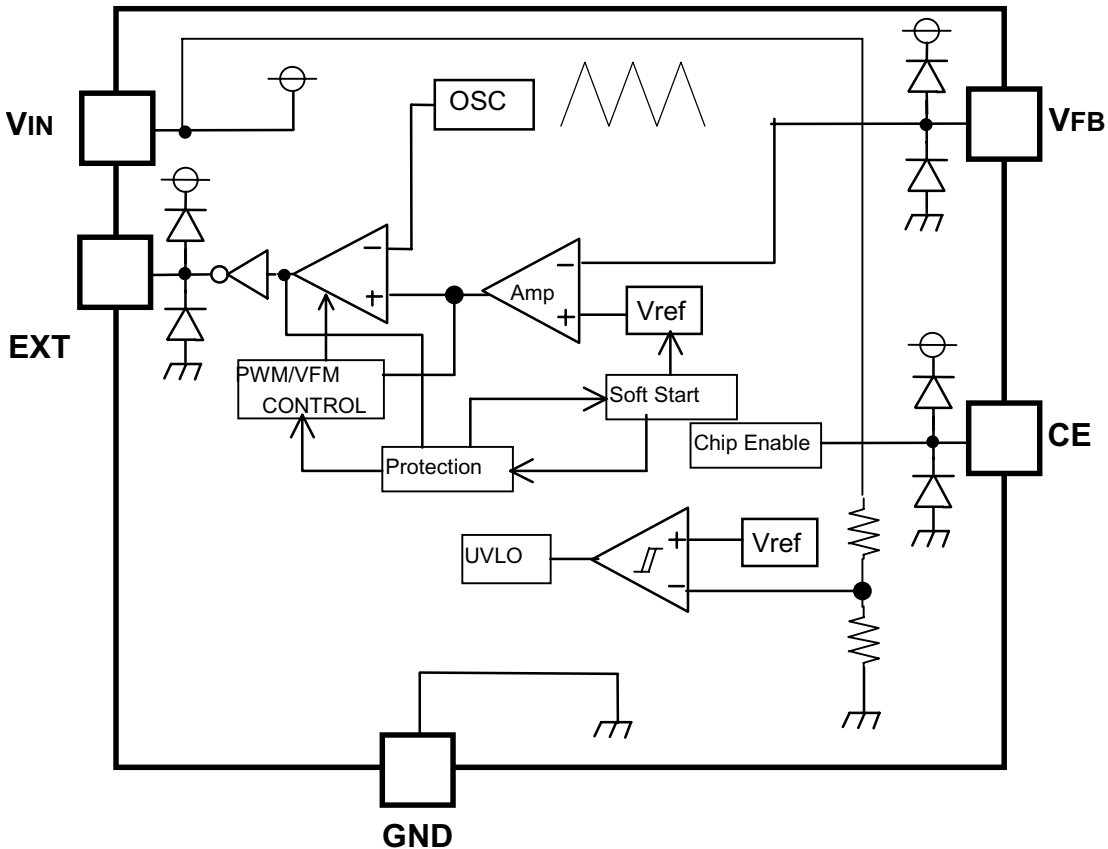 VIN
OSC
VFB
Amp
Vref
EXT
PWM/VFM
CONTROL
Soft Start
Chip Enable
CE
Protection
UVLO
Vref
GND